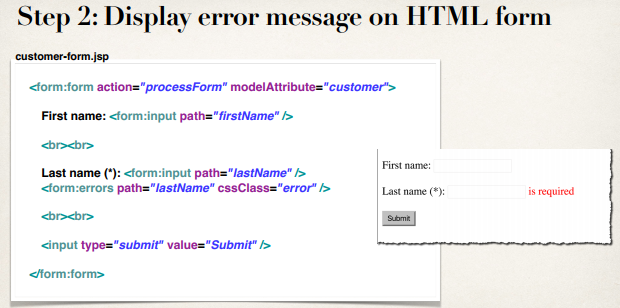 Step 2: Display error message on HTML form
customer-form.jsp
<form:form action="processForm" modelAttribute="customer">
First name: <form:input path="firstName" />
<br><br>
Last name (*): <form:input path="lastName" />
<form:errors path="lastName" cssClass="error" />
<br><br>
<input type="submit" value="Submit" />
</form:form>
First name:
Last name (*): is required
Submit